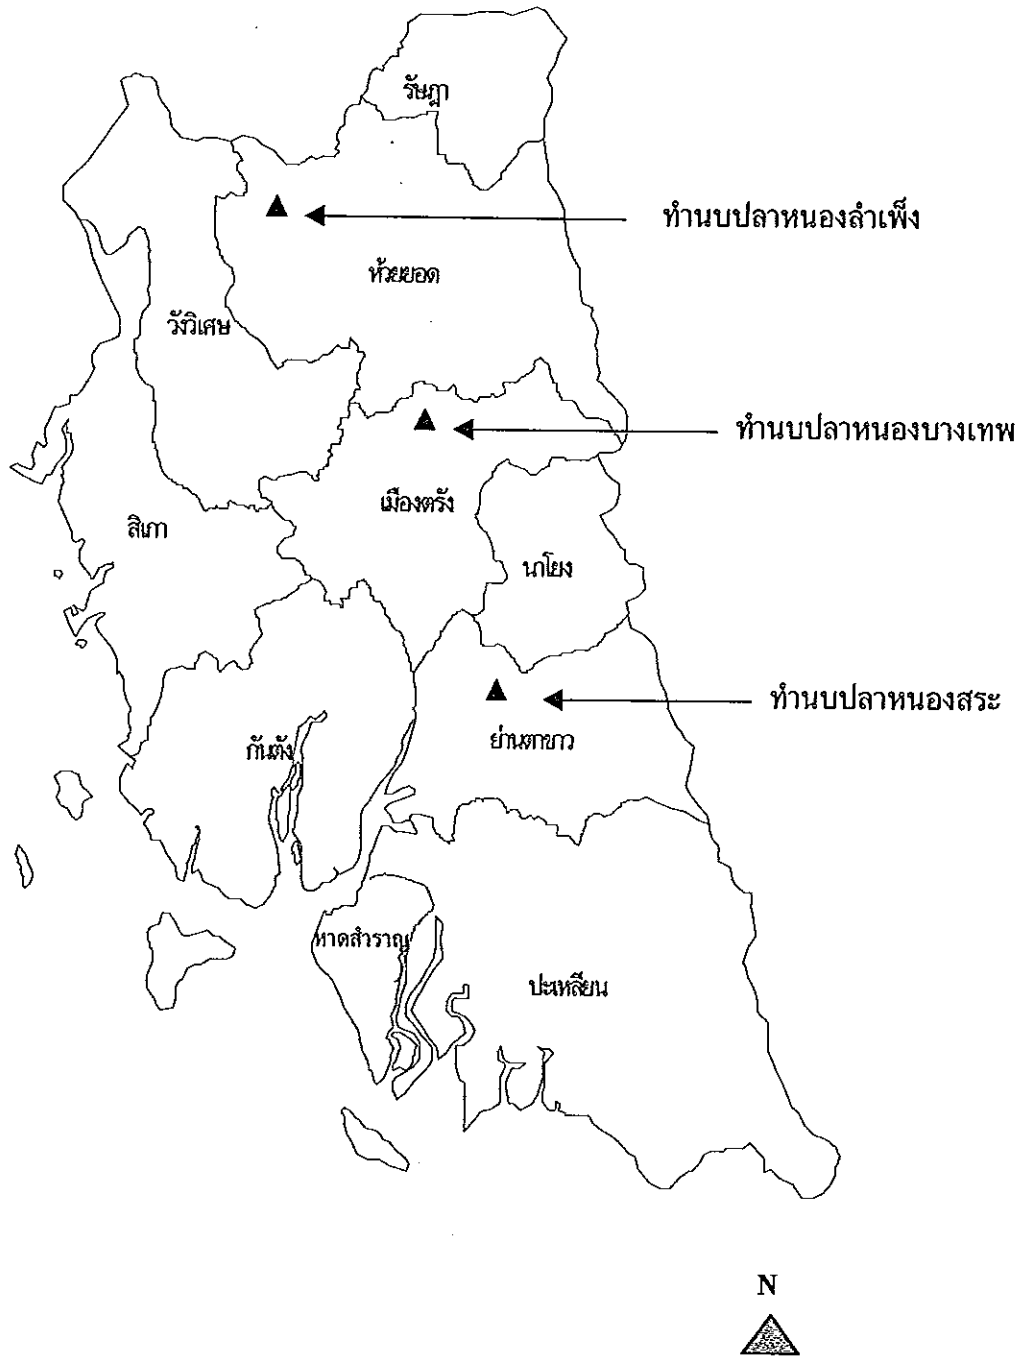 รัษฎา
ทำนบปลาหนองลำเพ็ง
ห้วยยอด
วังวิเศษ
ทำนบปลาหนองบางเทพ
เมืองตรัง
สิเกา
นาโยง
ทำนบปลาหนองสระ
ย่านตาขาว
กันตัง
หาดสำราญ
ปะเหลียน
N